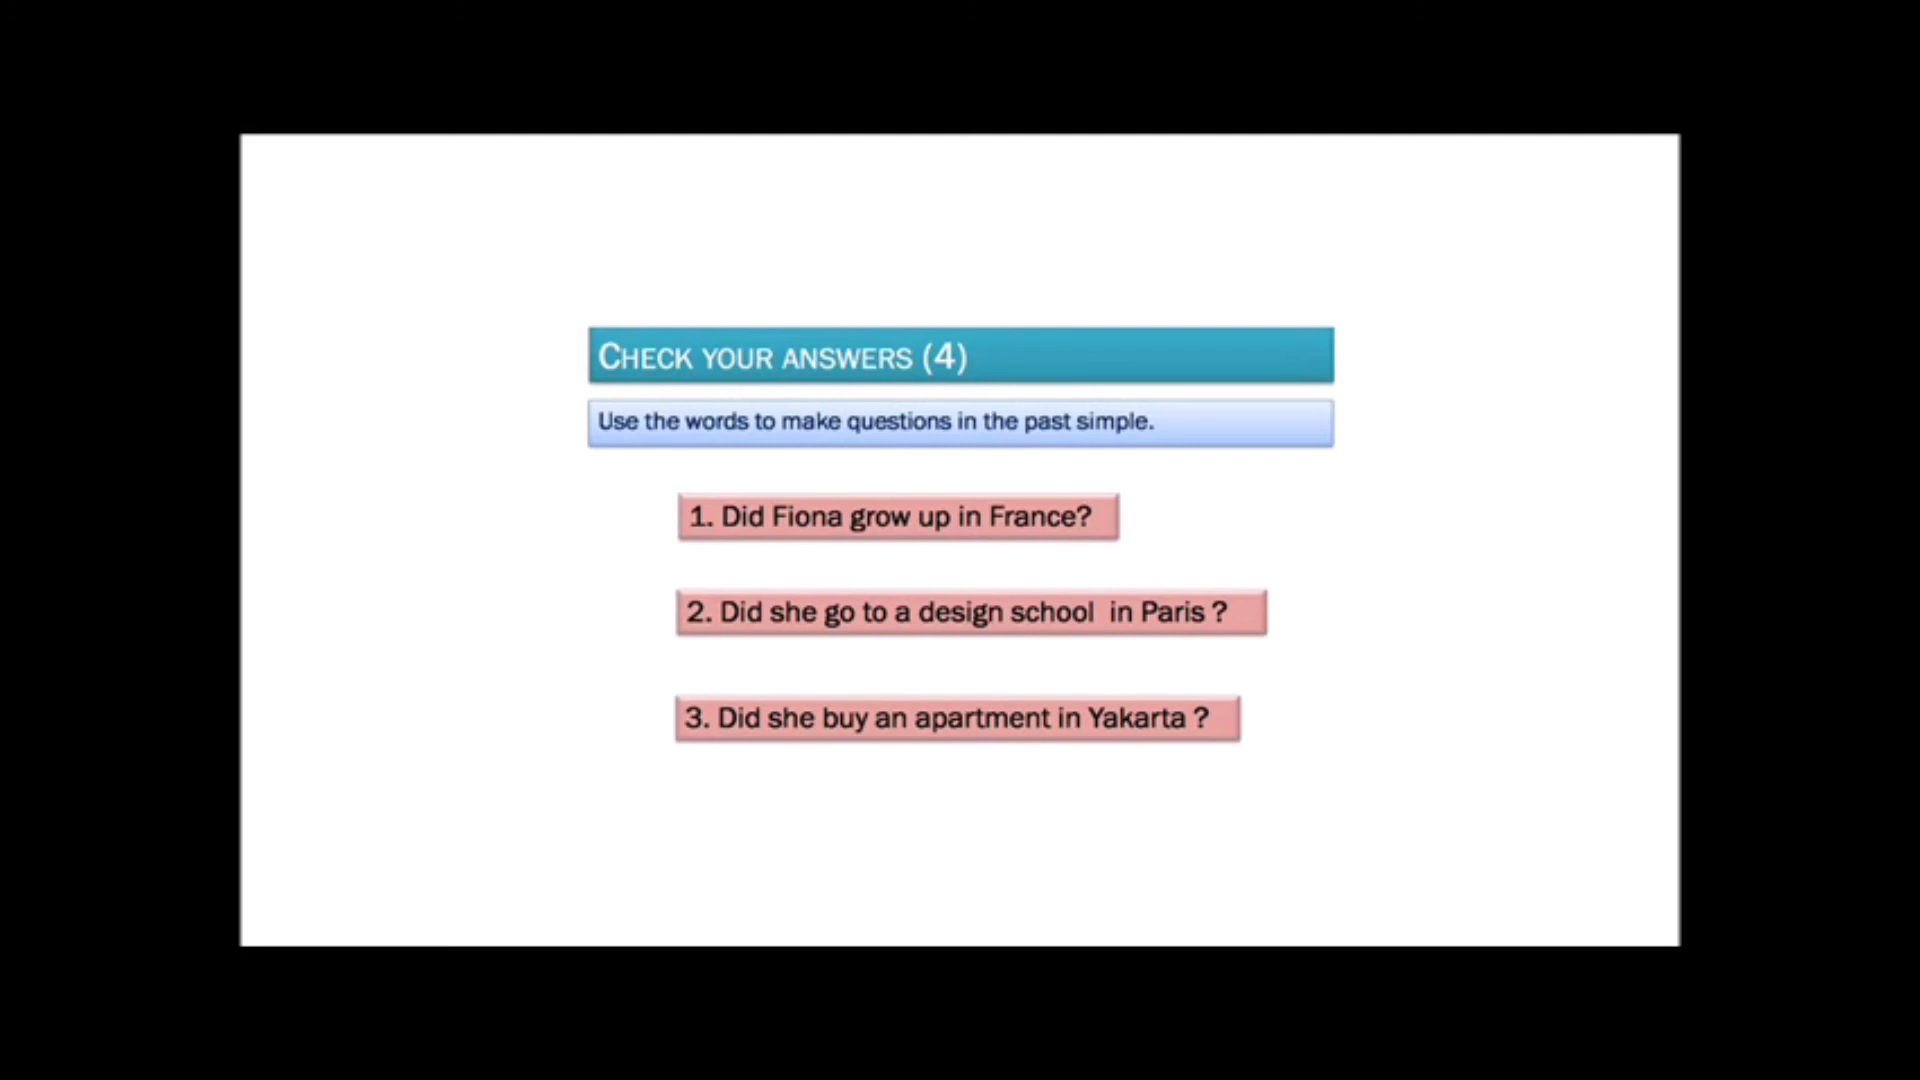 CHECK YOUR ANSWERS (4)
Use the words to make questions in the past simple.
1. Did Fiona grow up in France?
2. Did she go to a design school in Paris ?
3. Did she buy an apartment in Yakarta ?